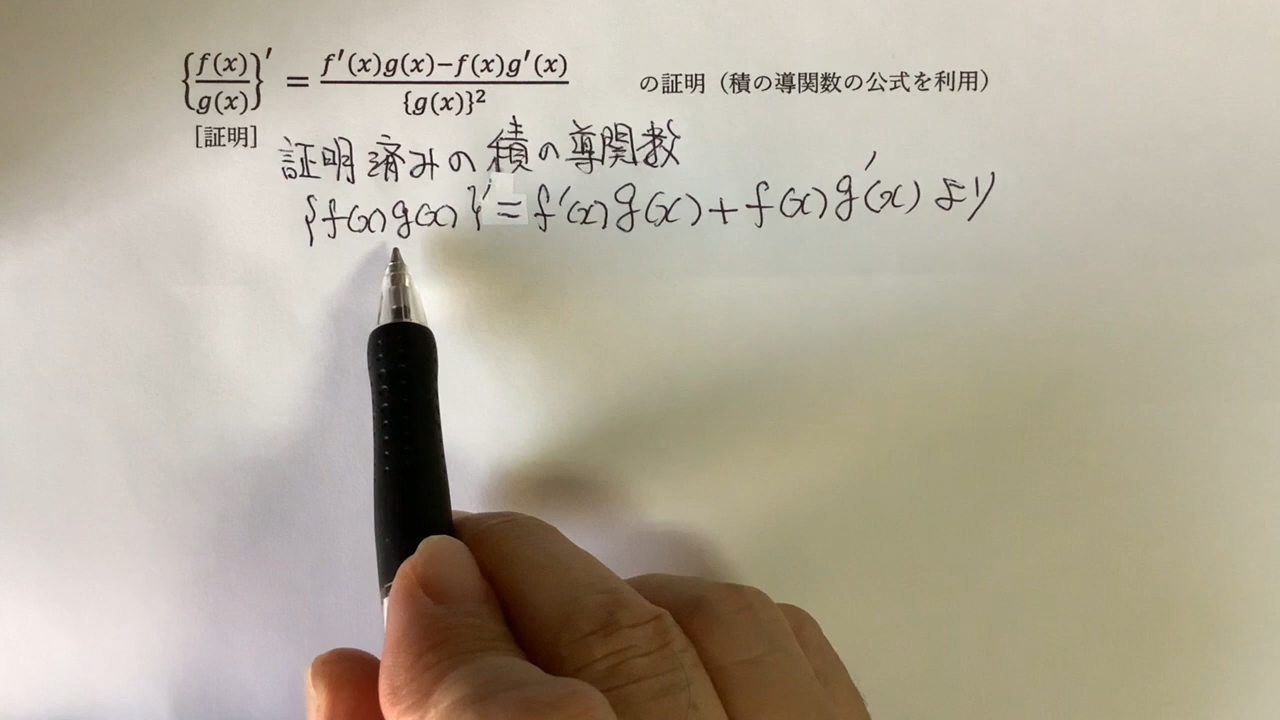 {f(x)/g(x)}' = f'(x)g(x)−f(x)g'(x)/{g(x)}² の証明（積の導関数の公式を利用）
［証明］
証明済みの積の導関数
{f(x)g(x)}' = f'(x)g(x)+f(x)g'(x)より